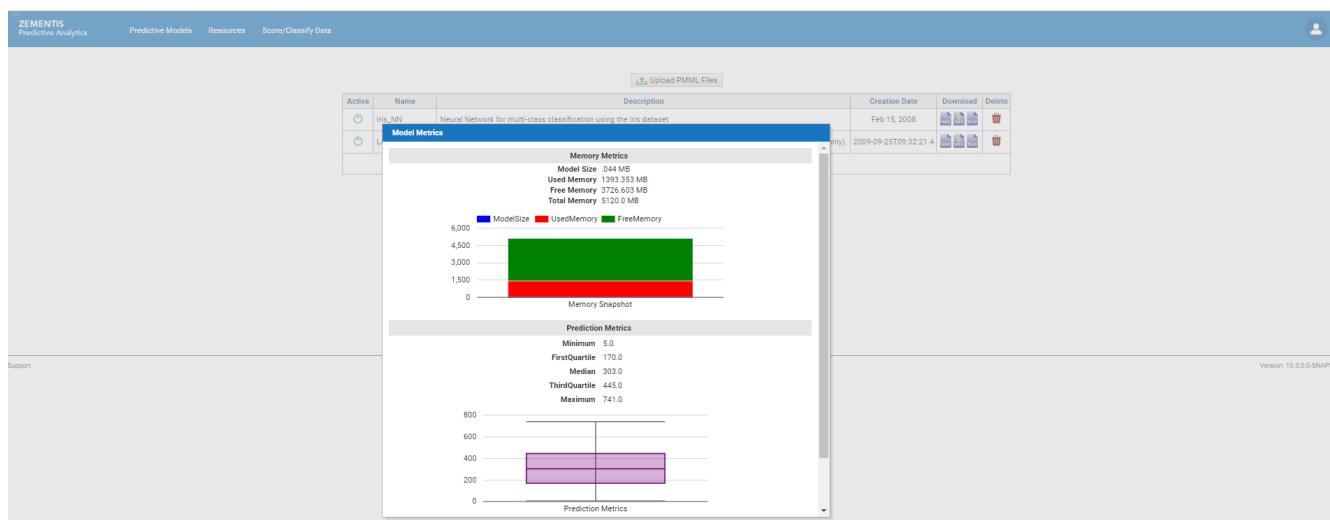 ZEMENTIS
Predictive Analytics
Predictive Models Resources Score/Classify Data
Upload PMML Files
Active Name Description Creation Date Download Delete
Iris_NN Neural Network for multi-class classification using the Iris dataset Feb 15, 2008
only). 2009-09-25T09:32:21.4
Model Metrics
Memory Metrics
Model Size .044 MB
Used Memory 1393.353 MB
Free Memory 3726.603 MB
Total Memory 5120.0 MB
ModelSize UsedMemory FreeMemory
6,000
4,500
3,000
1,500
0
Memory Snapshot
Prediction Metrics
Minimum 5.0
FirstQuartile 170.0
Median 303.0
ThirdQuartile 445.0
Maximum 741.0
800
600
400
200
0
Prediction Metrics
Support
Version: 10.3.0.0-SNAP